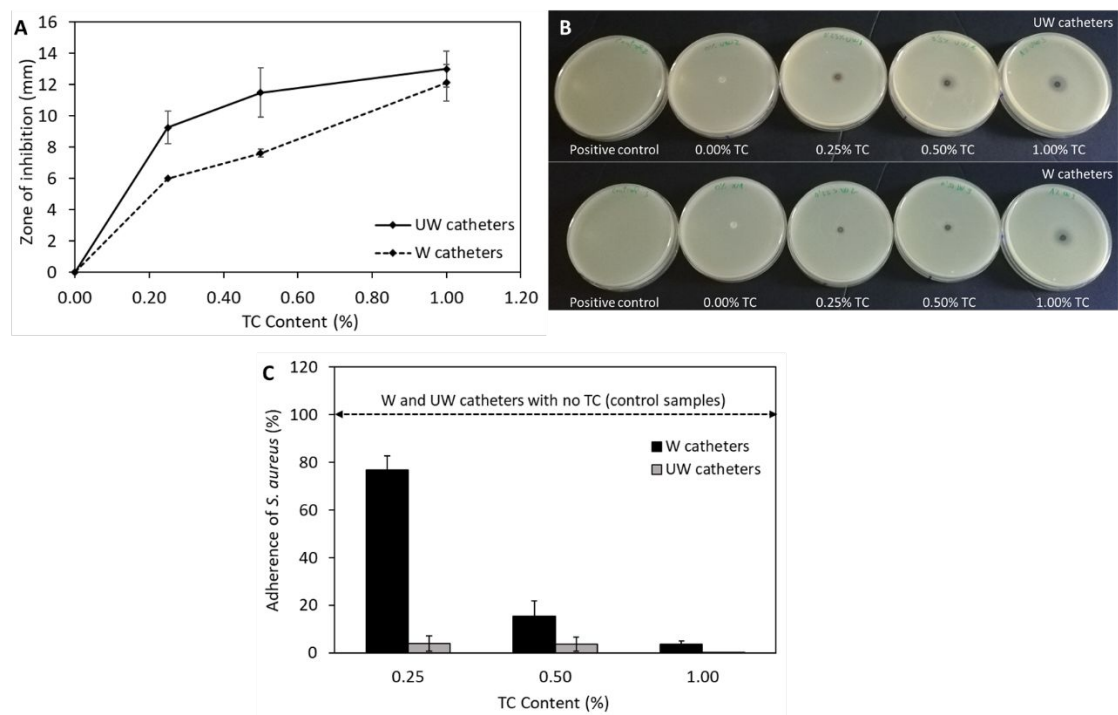 A
Zone of inhibition (mm)
16
14
12
10
8
6
4
2
0
UW catheters
W catheters
0.00 0.20 0.40 0.60 0.80 1.00 1.20
TC Content (%)
B
UW catheters
Positive control 0.00% TC 0.25% TC 0.50% TC 1.00% TC
W catheters
Positive control 0.00% TC 0.25% TC 0.50% TC 1.00% TC
C
Adherence of S. aureus (%)
120
100
80
60
40
20
0
W and UW catheters with no TC (control samples)
W catheters
UW catheters
0.25 0.50 1.00
TC Content (%)